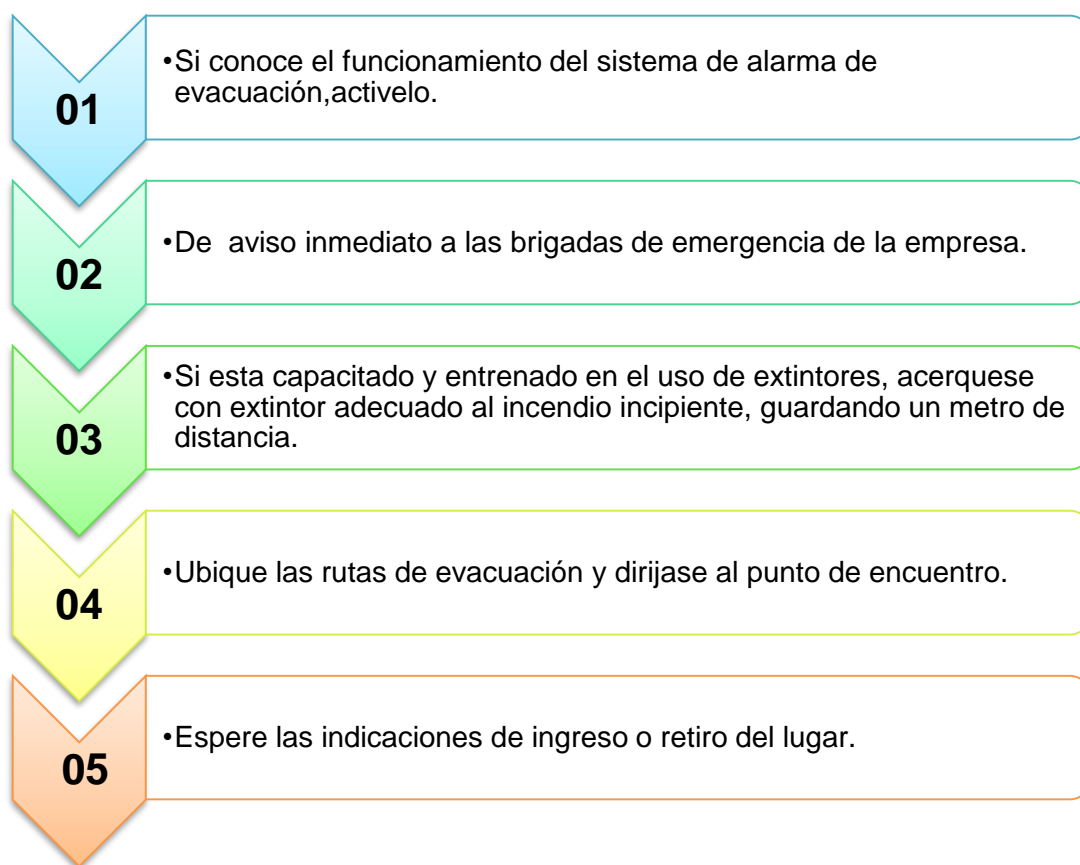 01
•Si conoce el funcionamiento del sistema de alarma de
evacuación,activelo.
02
•De  aviso inmediato a las brigadas de emergencia de la empresa.
03
•Si esta capacitado y entrenado en el uso de extintores, acerquese
con extintor adecuado al incendio incipiente, guardando un metro de
distancia.
04
•Ubique las rutas de evacuación y dirijase al punto de encuentro.
05
•Espere las indicaciones de ingreso o retiro del lugar.